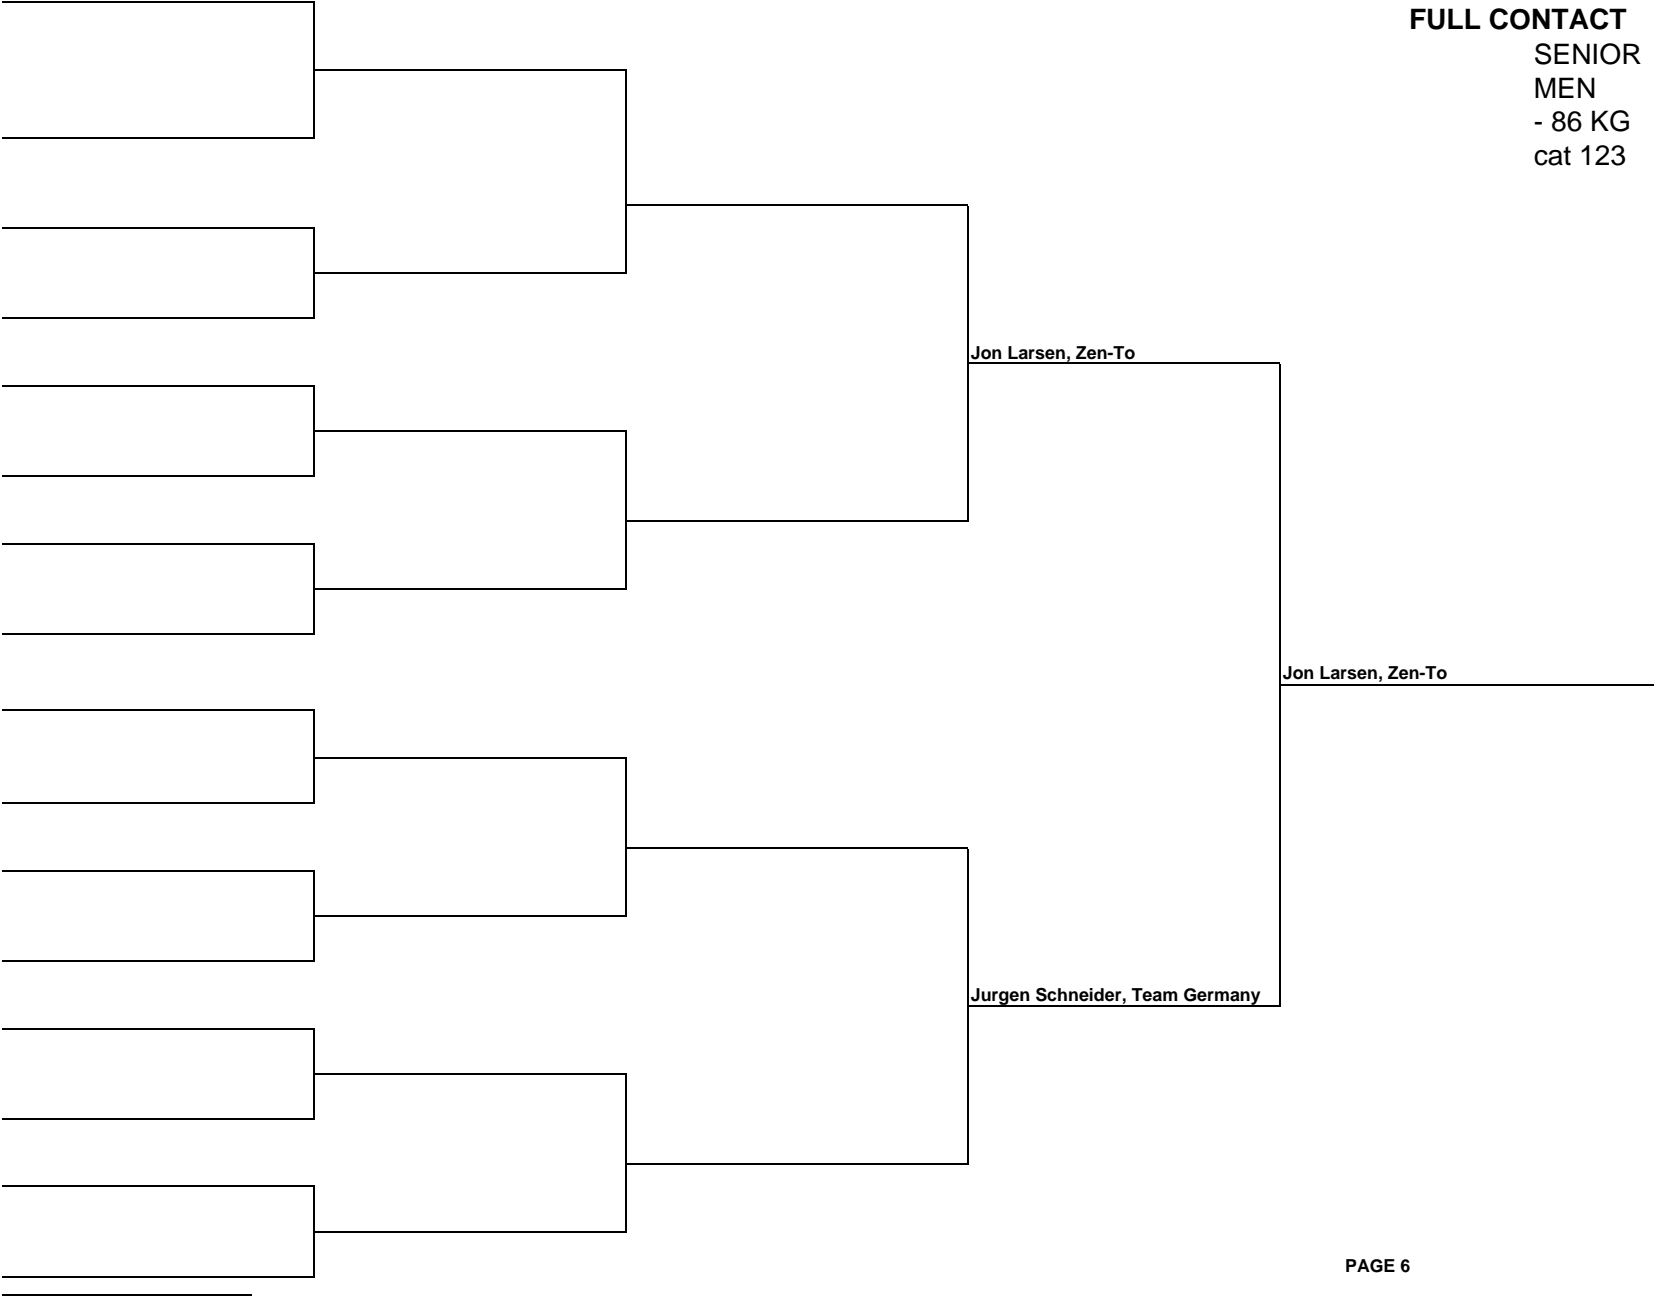 FULL CONTACT
SENIOR
MEN
- 86 KG
cat 123
Jon Larsen, Zen-To
Jon Larsen, Zen-To
Jurgen Schneider, Team Germany
PAGE 6